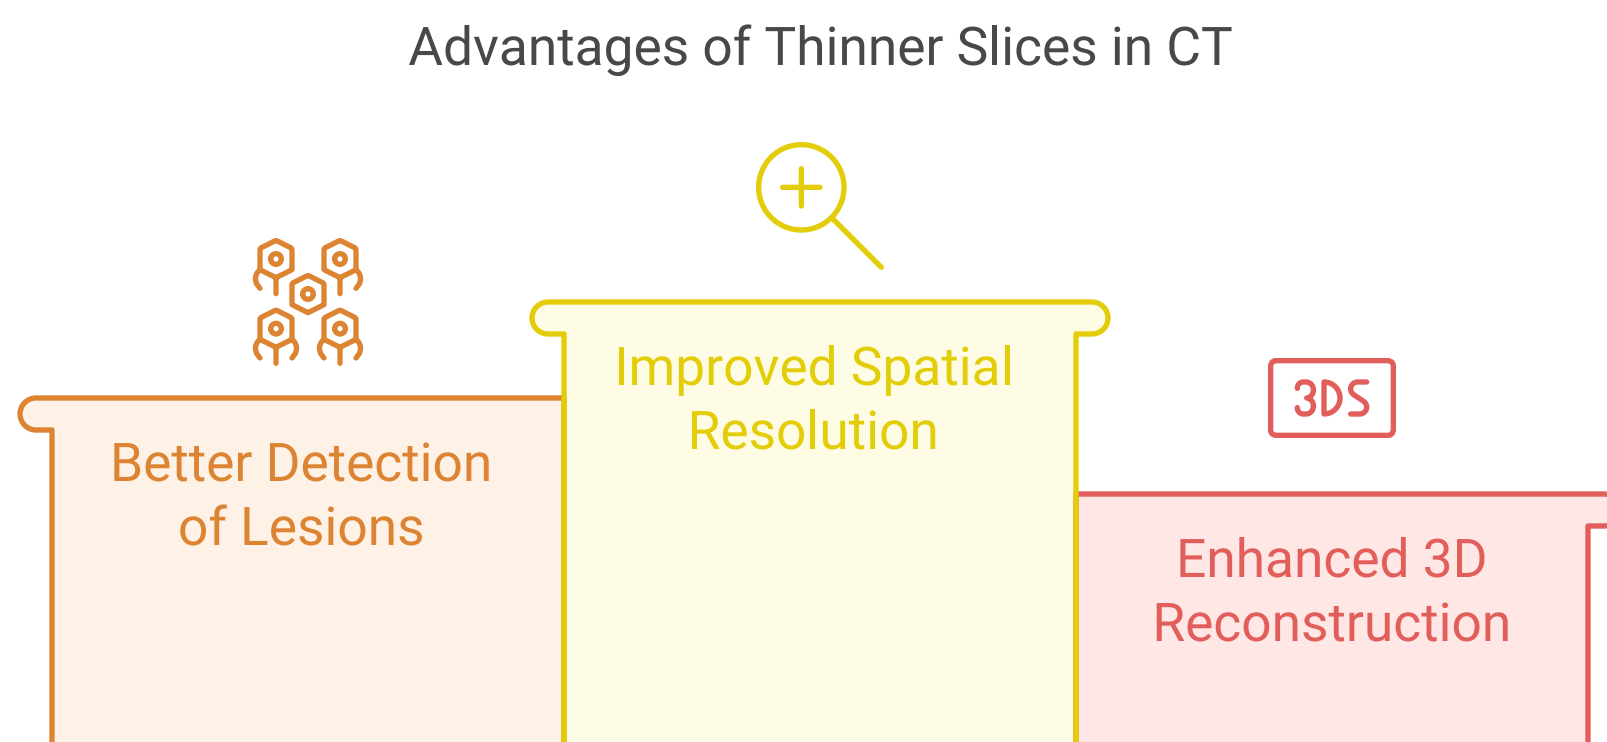 Advantages of Thinner Slices in CT
Better Detection
of Lesions
Improved Spatial
Resolution
3DS
Enhanced 3D
Reconstruction